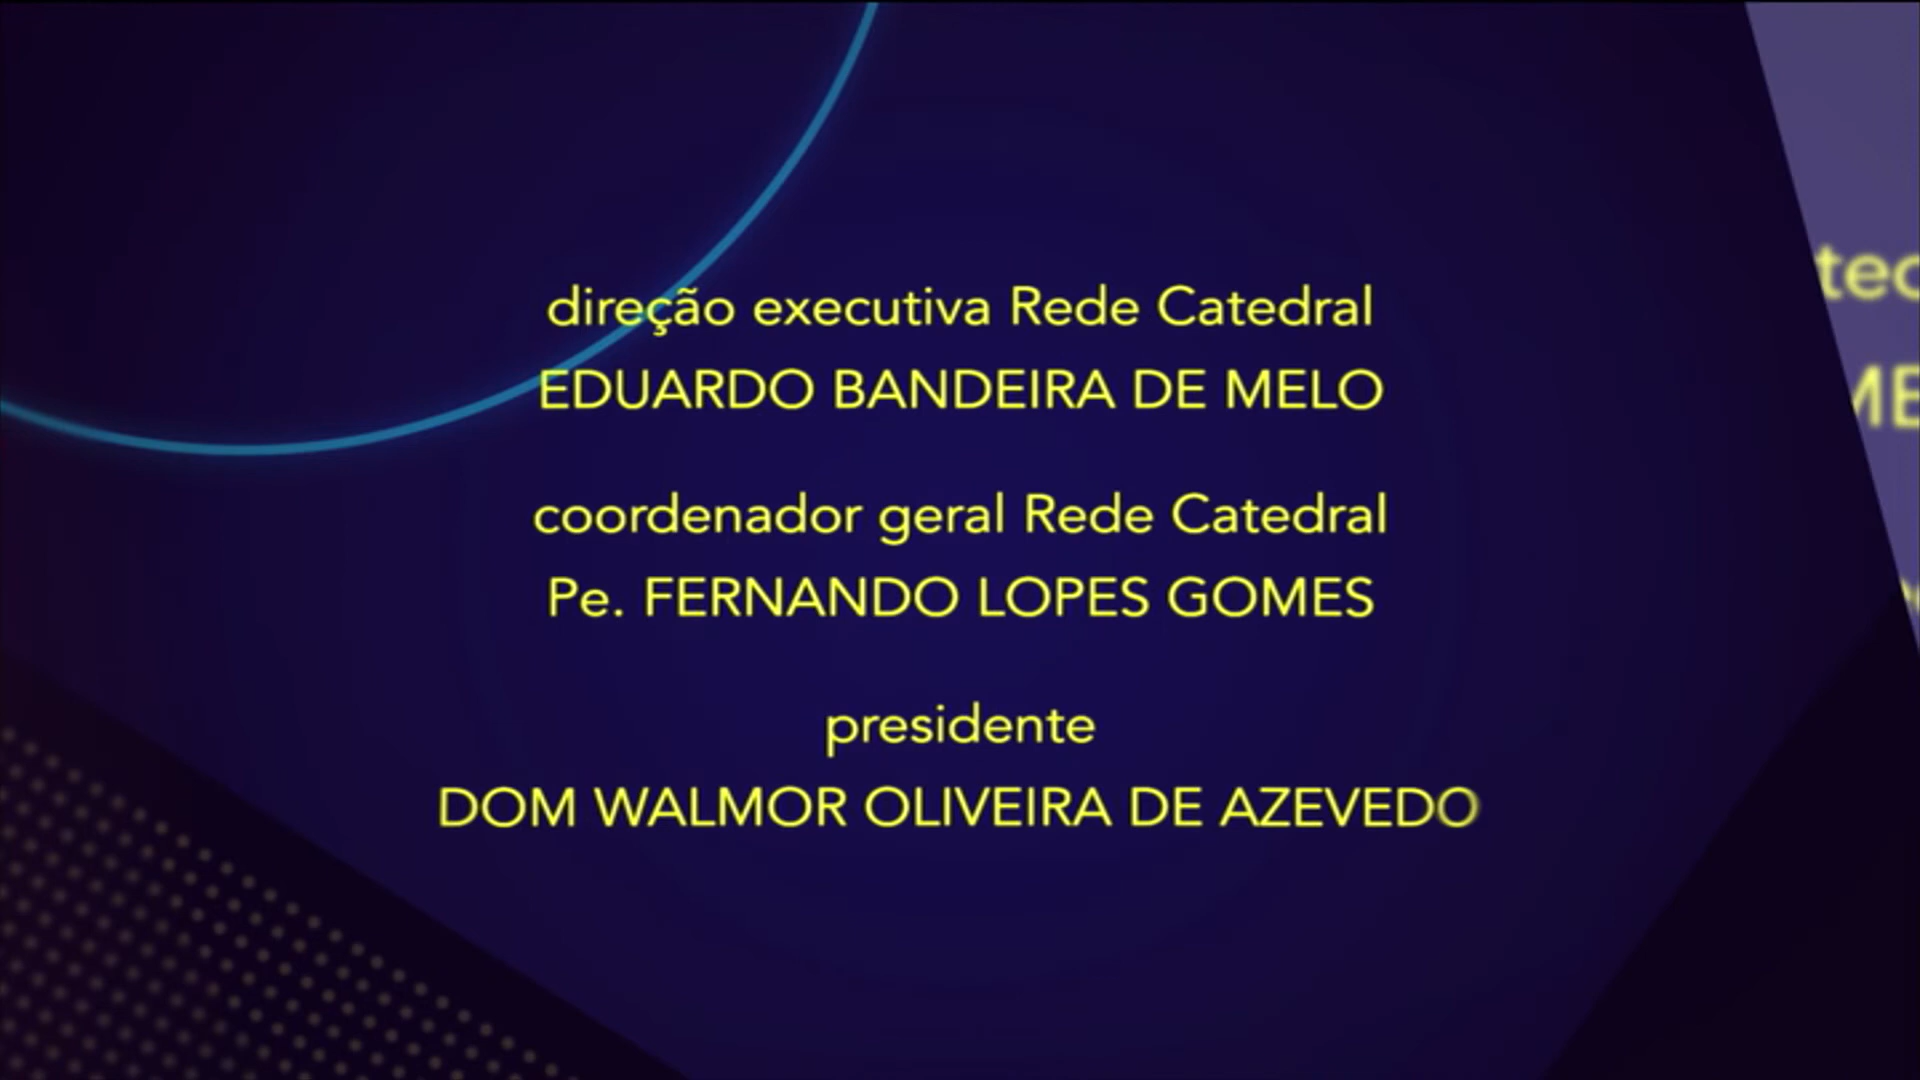 direção executiva Rede Catedral
EDUARDO BANDEIRA DE MELO
coordenador geral Rede Catedral
Pe. FERNANDO LOPES GOMES
presidente
DOM WALMOR OLIVEIRA DE AZEVEDO